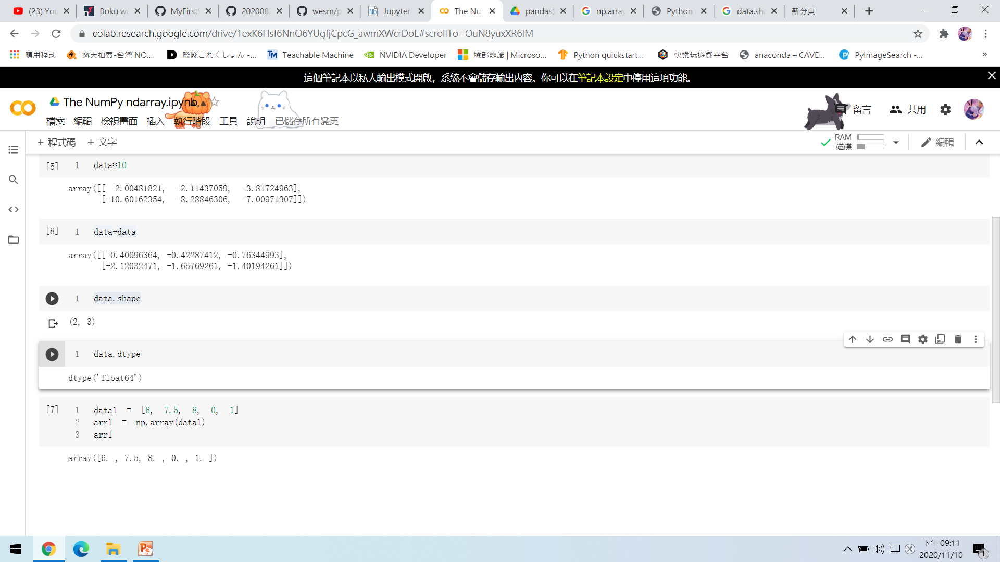 (23) You
Boku wa
MyFirst
2020082
wesm/p
Jupyter
The Num
pandas
np.array
Python
data.sha
新分頁
colab.research.google.com/drive/1exK6Hsf6NnO6YUgfjCpcG_awmXWcrDoE#scrollTo=OuN8yuxXR6lM
應用程式
露天拍賣-台灣 NO....
艦隊これくしょん -...
TM Teachable Machine
NVIDIA Developer
臉部辨識 | Microso...
Python quickstart...
快樂玩遊戲平台
anaconda – CAVE...
PyImageSearch -...
»
這個筆記本以私人輸出模式開啟，系統不會儲存輸出內容。你可以在筆記本設定中停用這項功能。
The NumPy ndarray.ipynb
留言
共用
檔案 編輯 檢視畫面 插入 執行階段 工具 說明 已儲存所有變更
+ 程式碼 + 文字
RAM
磁碟
編輯
[5] 1 data*10
array([[ 2.00481821, -2.11437059, -3.81724963],
[-10.60162354, -8.28846306, -7.00971307]])
[8] 1 data+data
array([[ 0.40096364, -0.42287412, -0.76344993],
[-2.12032471, -1.65769261, -1.40194261]])
1 data.shape
(2, 3)
1 data.dtype
dtype('float64')
[7] 1 data1 = [6, 7.5, 8, 0, 1]
2 arr1 = np.array(data1)
3 arr1
array([6. , 7.5, 8. , 0. , 1. ])
下午 09:11
2020/11/10
1